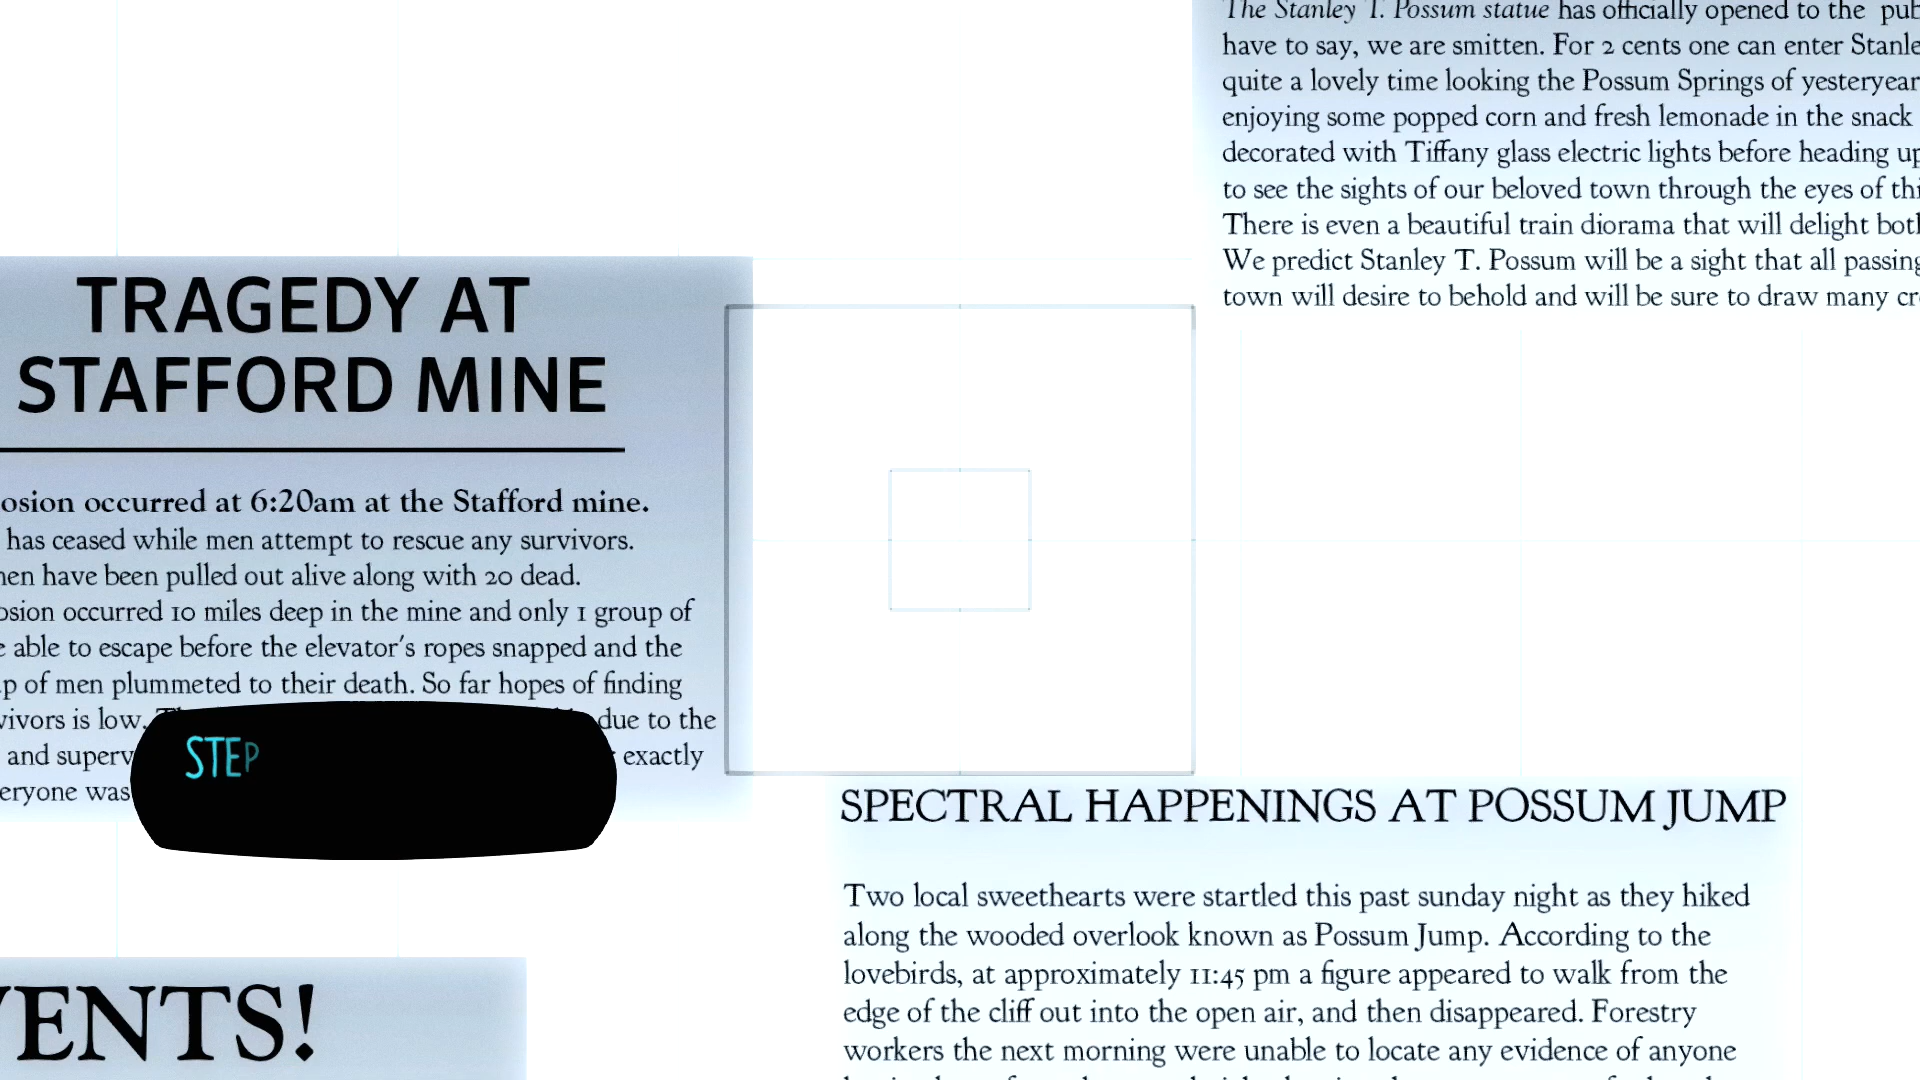 The Stanley T. Possum statue has officially opened to the
have to say, we are smitten. For 2 cents one can enter
quite a lovely time looking the Possum Springs of yesteryear
enjoying some popped corn and fresh lemonade in the snack
decorated with Tiffany glass electric lights before heading
to see the sights of our beloved town through the eyes of
There is even a beautiful train diorama that will delight
We predict Stanley T. Possum will be a sight that all
town will desire to behold and will be sure to draw many
TRAGEDY AT
STAFFORD MINE
occurred at 6:20am at the Stafford mine.
has ceased while men attempt to rescue any survivors.
have been pulled out alive along with 20 dead.
occurred 10 miles deep in the mine and only 1 group of
able to escape before the elevator's ropes snapped and the
of men plummeted to their death. So far hopes of finding
is low. due to the
and exactly
was
STEP
SPECTRAL HAPPENINGS AT POSSUM JUMP
Two local sweethearts were startled this past sunday night as they hiked
along the wooded overlook known as Possum Jump. According to the
lovebirds, at approximately 11:45 pm a figure appeared to walk from the
edge of the cliff out into the open air, and then disappeared. Forestry
workers the next morning were unable to locate any evidence of anyone